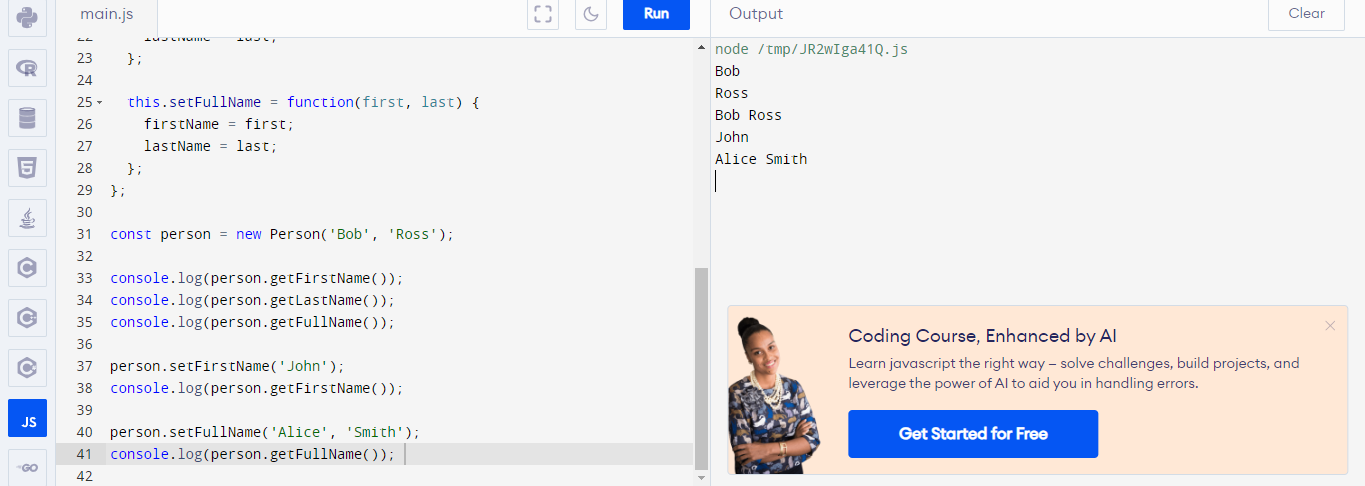 main.js
Run
Output
Clear
22 lastName = last;
23 };
24
25 this.setFullName = function(first, last) {
26 firstName = first;
27 lastName = last;
28 };
29 };
30
31 const person = new Person('Bob', 'Ross');
32
33 console.log(person.getFirstName());
34 console.log(person.getLastName());
35 console.log(person.getFullName());
36
37 person.setFirstName('John');
38 console.log(person.getFirstName());
39
40 person.setFullName('Alice', 'Smith');
41 console.log(person.getFullName());
42
node /tmp/JR2wIga41Q.js
Bob
Ross
Bob Ross
John
Alice Smith
Coding Course, Enhanced by AI
Learn javascript the right way – solve challenges, build projects, and
leverage the power of AI to aid you in handling errors.
Get Started for Free
R
5
C
C
C
JS
GO